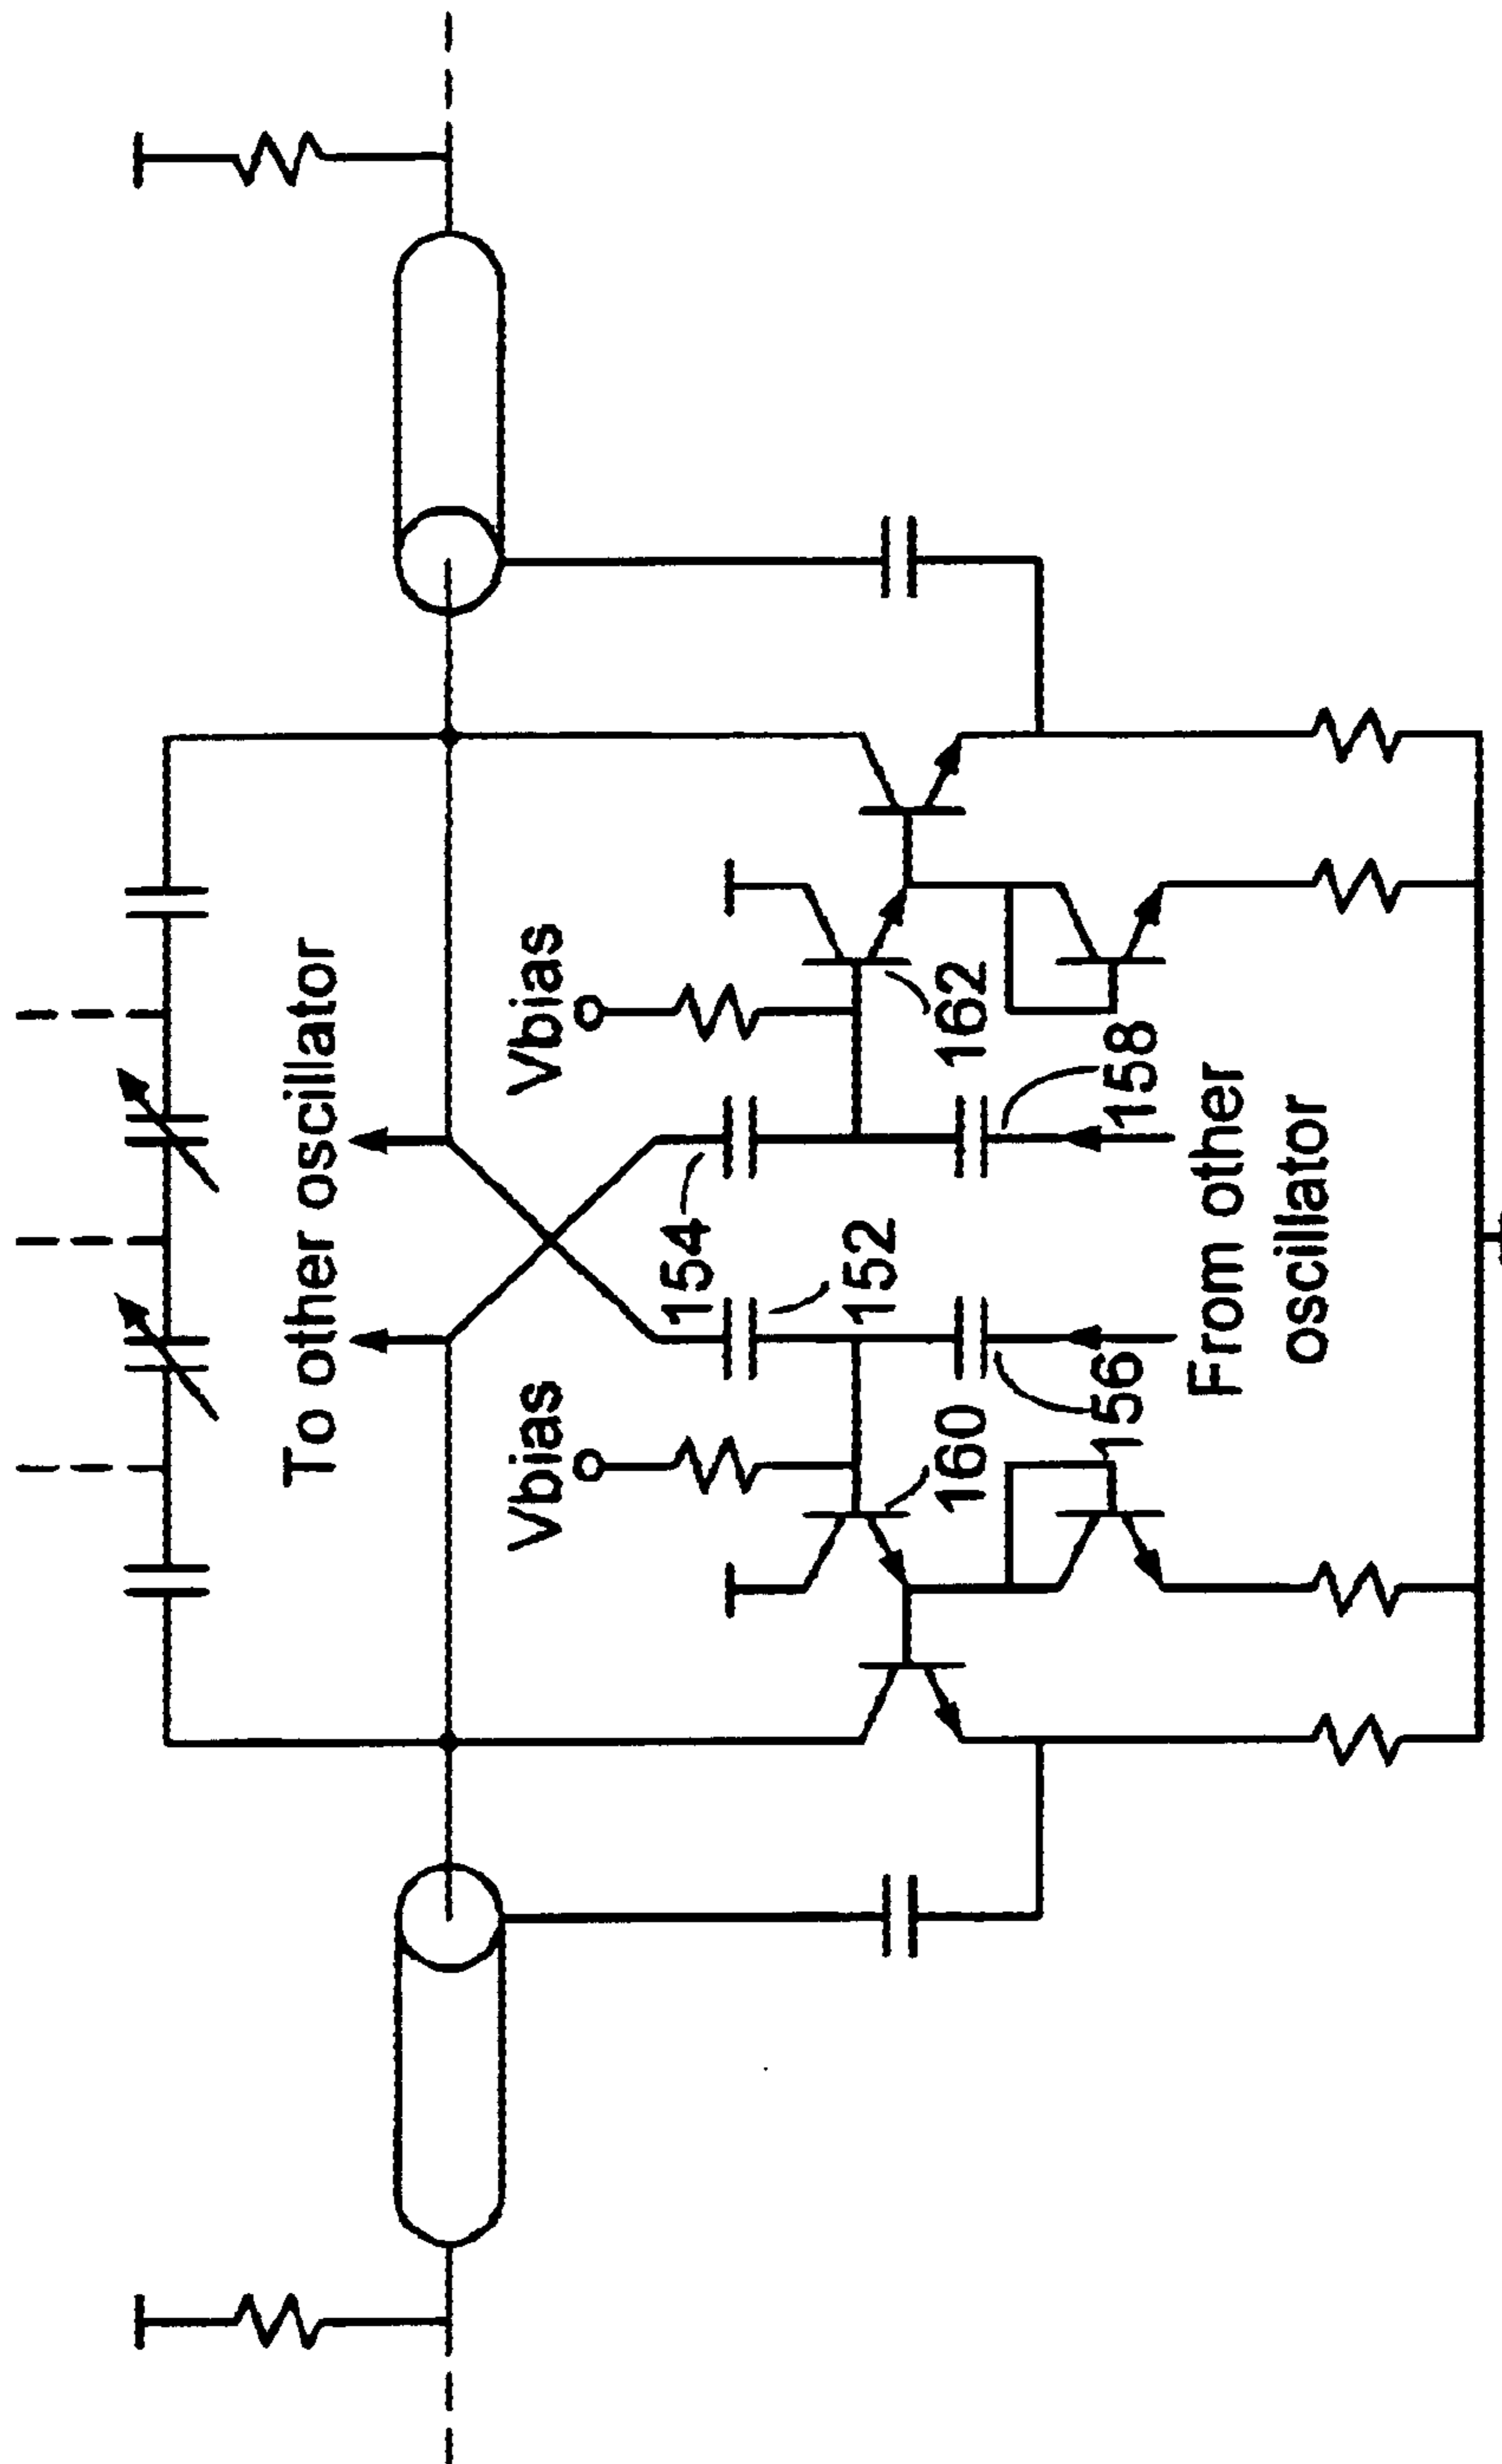 To other oscillator
Vbias
Vbias
154
152
160
162
156
158
From other
oscillator